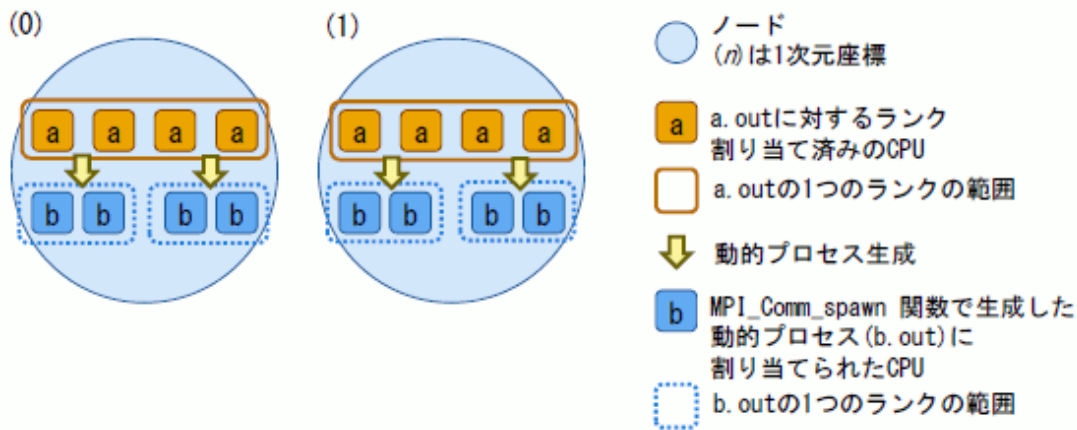 (0)
(1)
a a a a
a a a a
b b b b
b b b b
ノード
(n)は1次元座標
a a.outに対するランク
割り当て済みのCPU
a.outの1つのランクの範囲
動的プロセス生成
b MPI_Comm_spawn 関数で生成した
動的プロセス(b.out)に
割り当てられたCPU
b.outの1つのランクの範囲